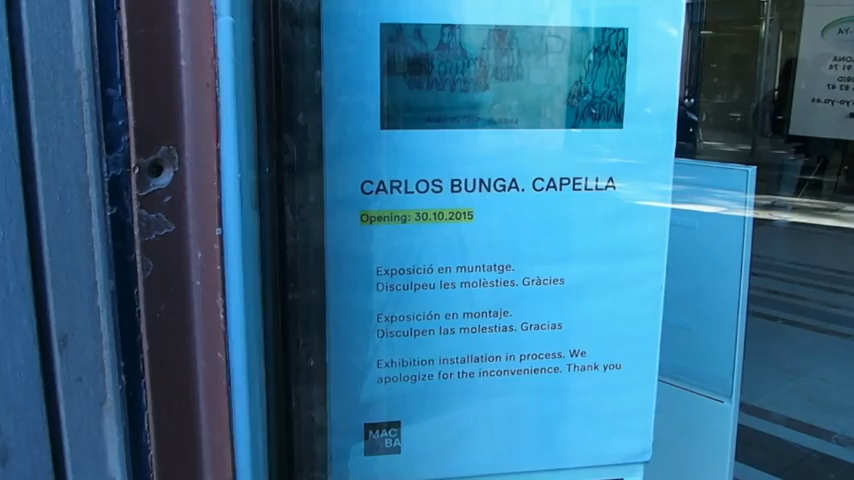 CARLOS BUNGA. CAPELLA
Opening: 30.10.2015
Exposició en muntatge.
Disculpeu les molèsties. Gràcies
Exposición en montaje.
Disculpen las molestias. Gracias
Exhibition installation in process. We
apologize for the inconvenience. Thank you
MAC
BA